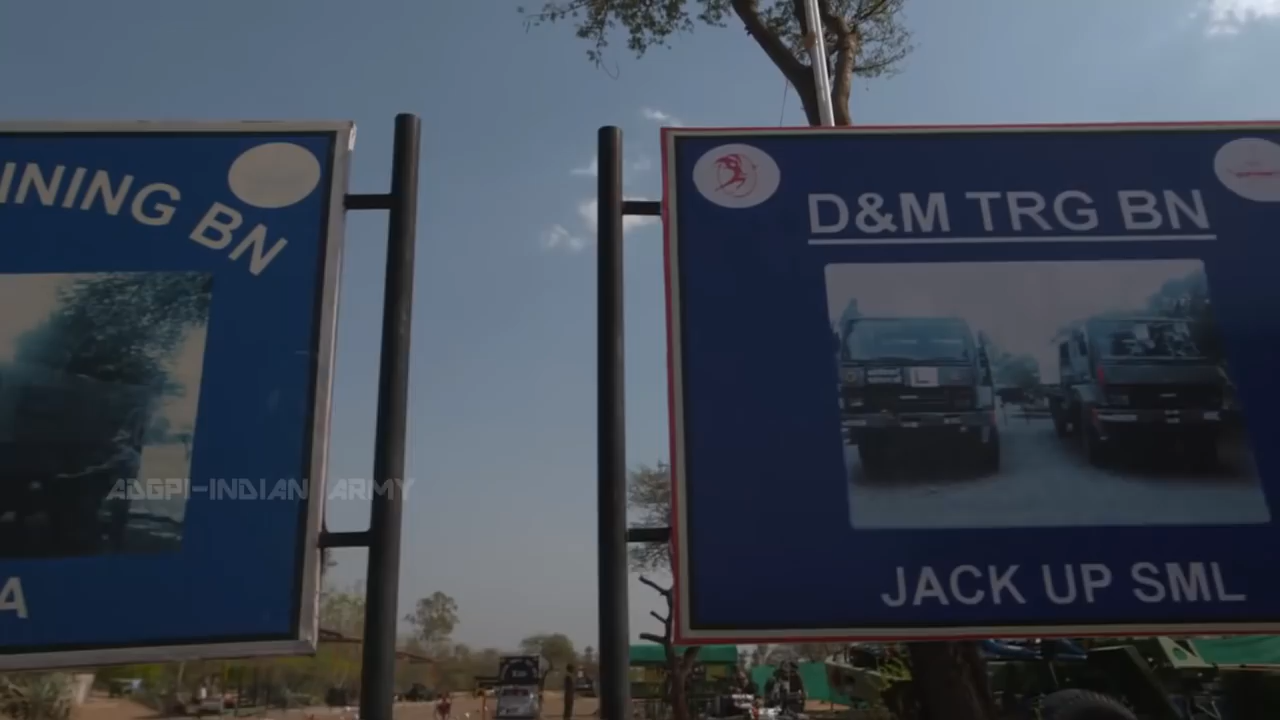 INING BN
A
D&M TRG BN
L
JACK UP SML
ADGPI-INDIAN ARMY